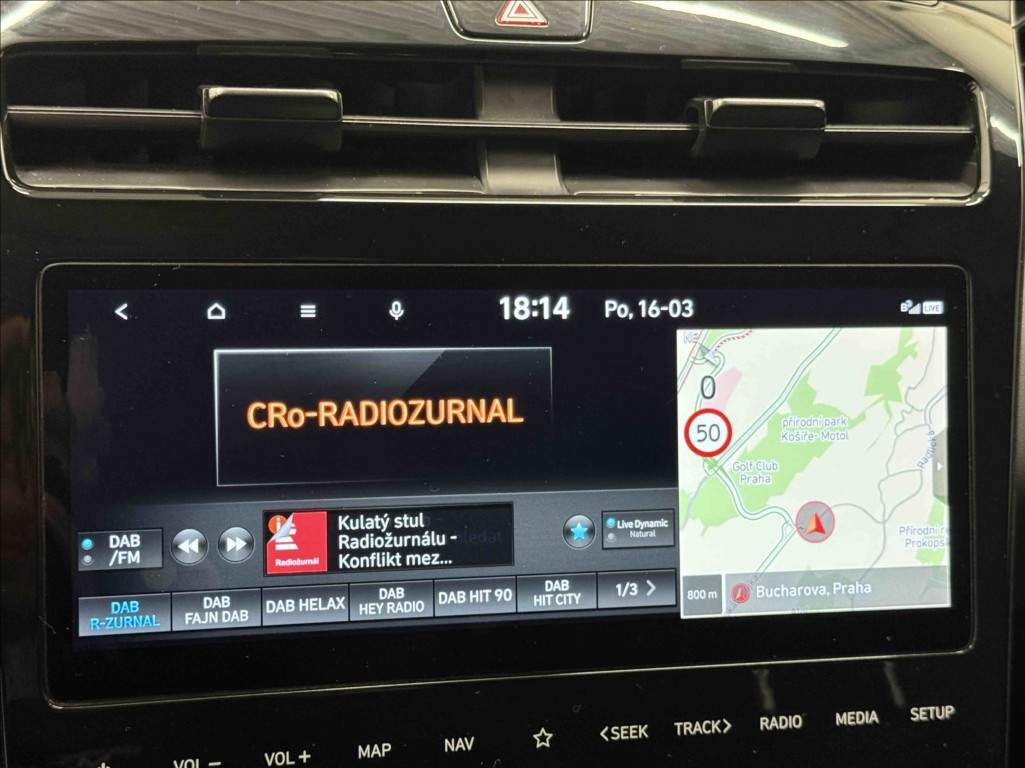 18:14
Po, 16-03
LIVE
CRo-RADIOZURNAL
0
50
přírodní park
Košíře- Motol
Golf Club
Praha
Radlická
Přírodní
Prokops
DAB
/FM
Radiožurnál
Kulatý stul
Radiožurnálu -
Konflikt mez...
Live Dynamic
Natural
800 m
Bucharova, Praha
DAB
R-ZURNAL
DAB
FAJN DAB
DAB HELAX
DAB
HEY RADIO
DAB HIT 90
DAB
HIT CITY
1/3
VOL –
VOL +
MAP
NAV
<SEEK
TRACK>
RADIO
MEDIA
SETUP